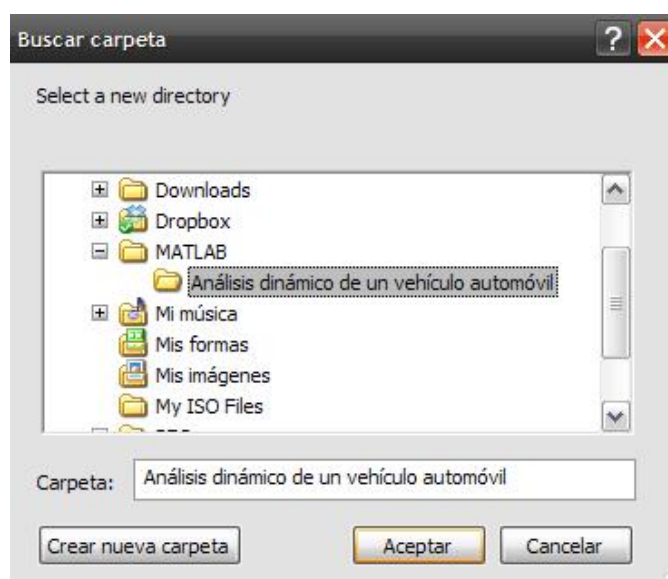 Buscar carpeta
Select a new directory
Downloads
Dropbox
MATLAB
Análisis dinámico de un vehículo automóvil
Mi música
Mis formas
Mis imágenes
My ISO Files
Carpeta: Análisis dinámico de un vehículo automóvil
Crear nueva carpeta Aceptar Cancelar